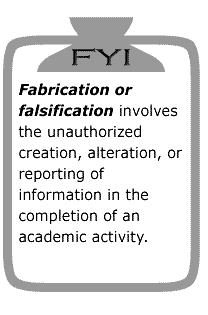 FYI
Fabrication or
falsification involves
the unauthorized
creation, alteration, or
reporting of
information in the
completion of an
academic activity.